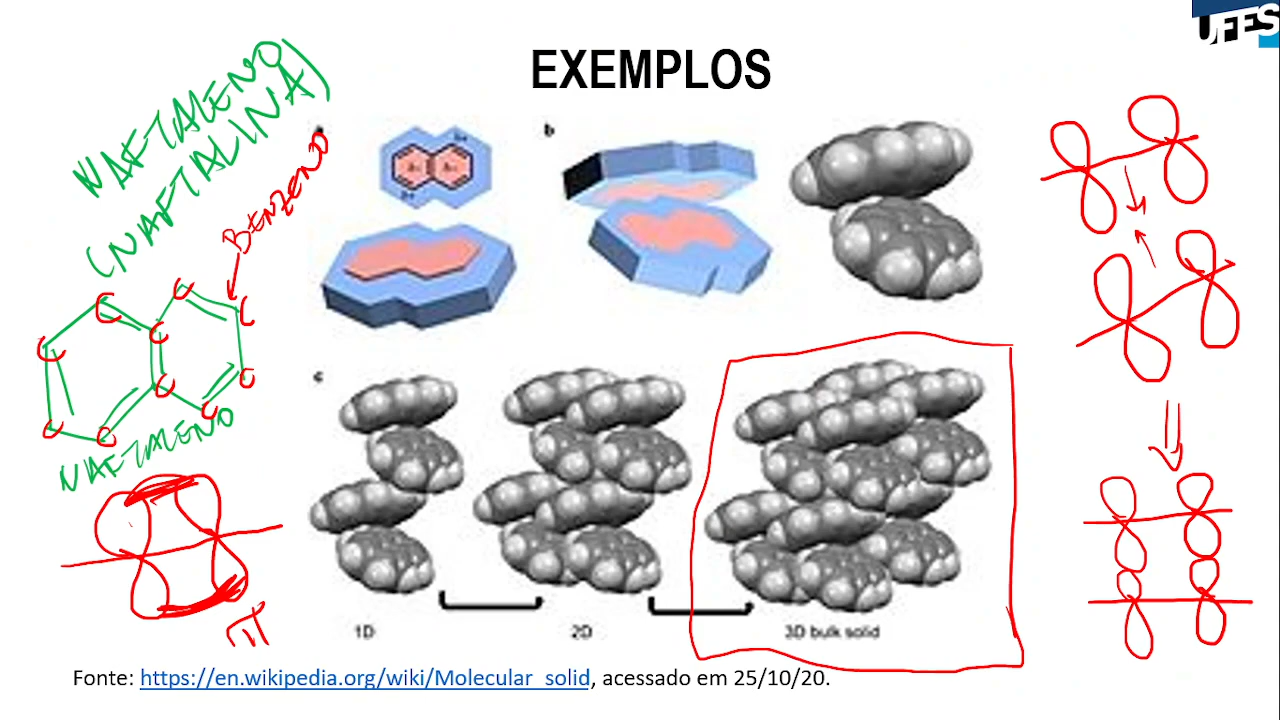 UFES
EXEMPLOS
NAFTALENO
(NAFTALINA)
BENZENO
a
b
C
C
C
C
C
C
C
C
C
C
NAFTALENO
π
c
1D
2D
3D bulk solid
Fonte: https://en.wikipedia.org/wiki/Molecular_solid, acessado em 25/10/20.